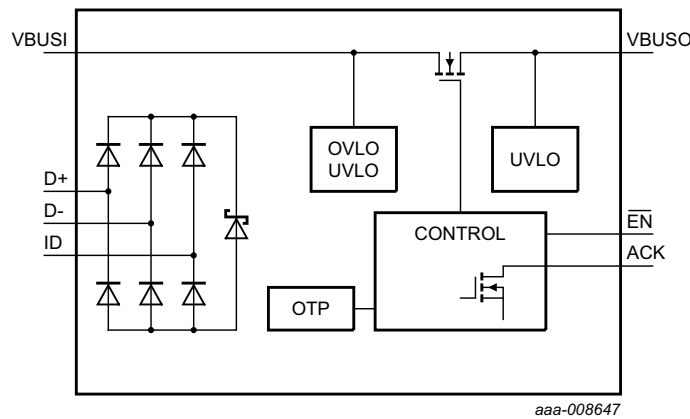 VBUSI
VBUSO
OVLO
UVLO
UVLO
D+
D-
ID
CONTROL
EN
ACK
OTP
aaa-008647